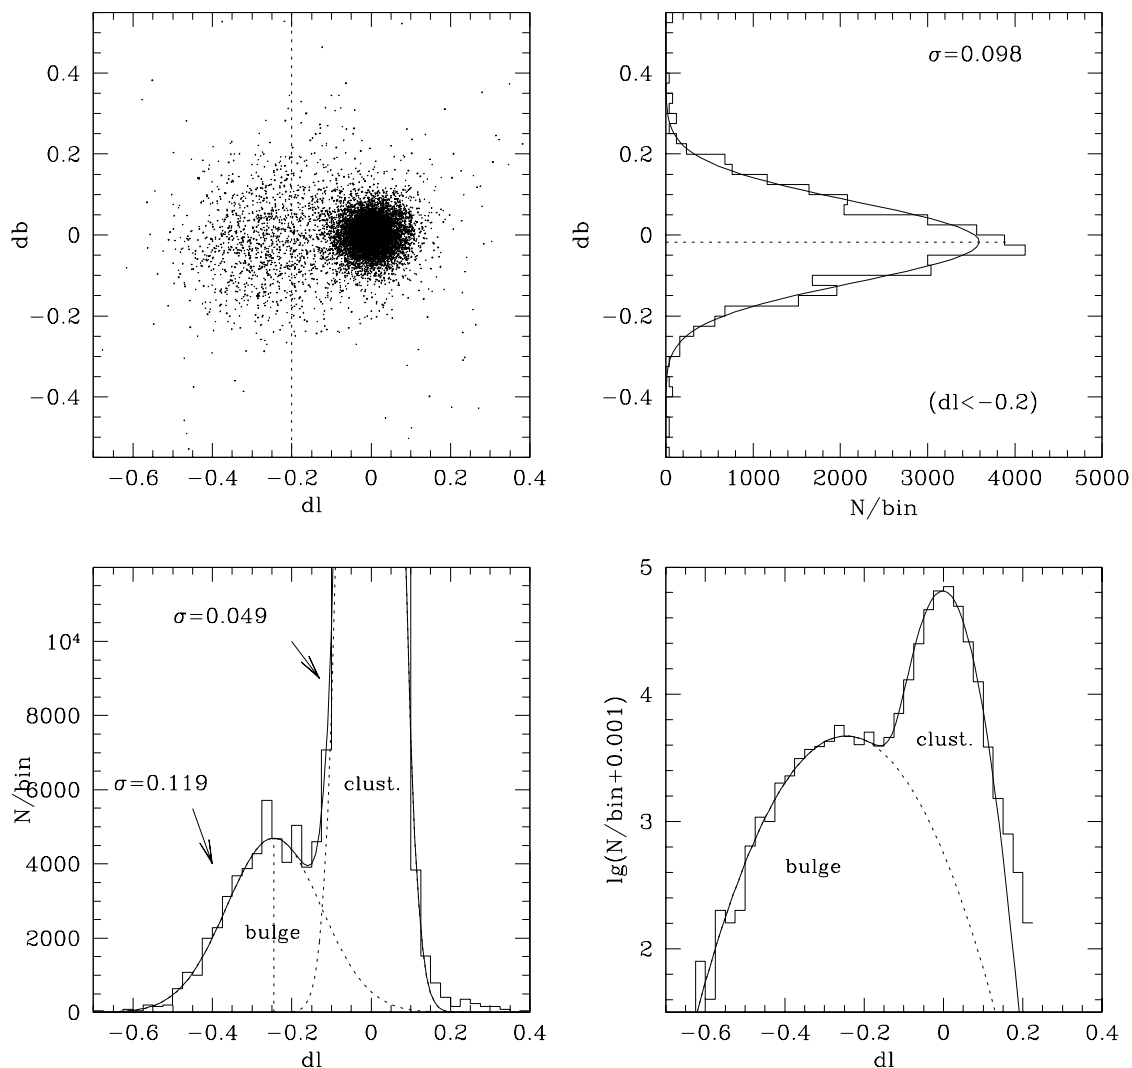 0.4
0.2
0
−0.2
−0.4
db
−0.6 −0.4 −0.2 0 0.2 0.4
dl
σ=0.098
0.4
0.2
0
−0.2
−0.4
db
(dl<−0.2)
0 1000 2000 3000 4000 5000
N/bin
σ=0.049
10⁴
8000
6000
4000
2000
0
N/bin
σ=0.119
clust.
bulge
−0.6 −0.4 −0.2 0 0.2 0.4
dl
5
4
3
2
lg(N/bin+0.001)
clust.
bulge
−0.6 −0.4 −0.2 0 0.2 0.4
dl